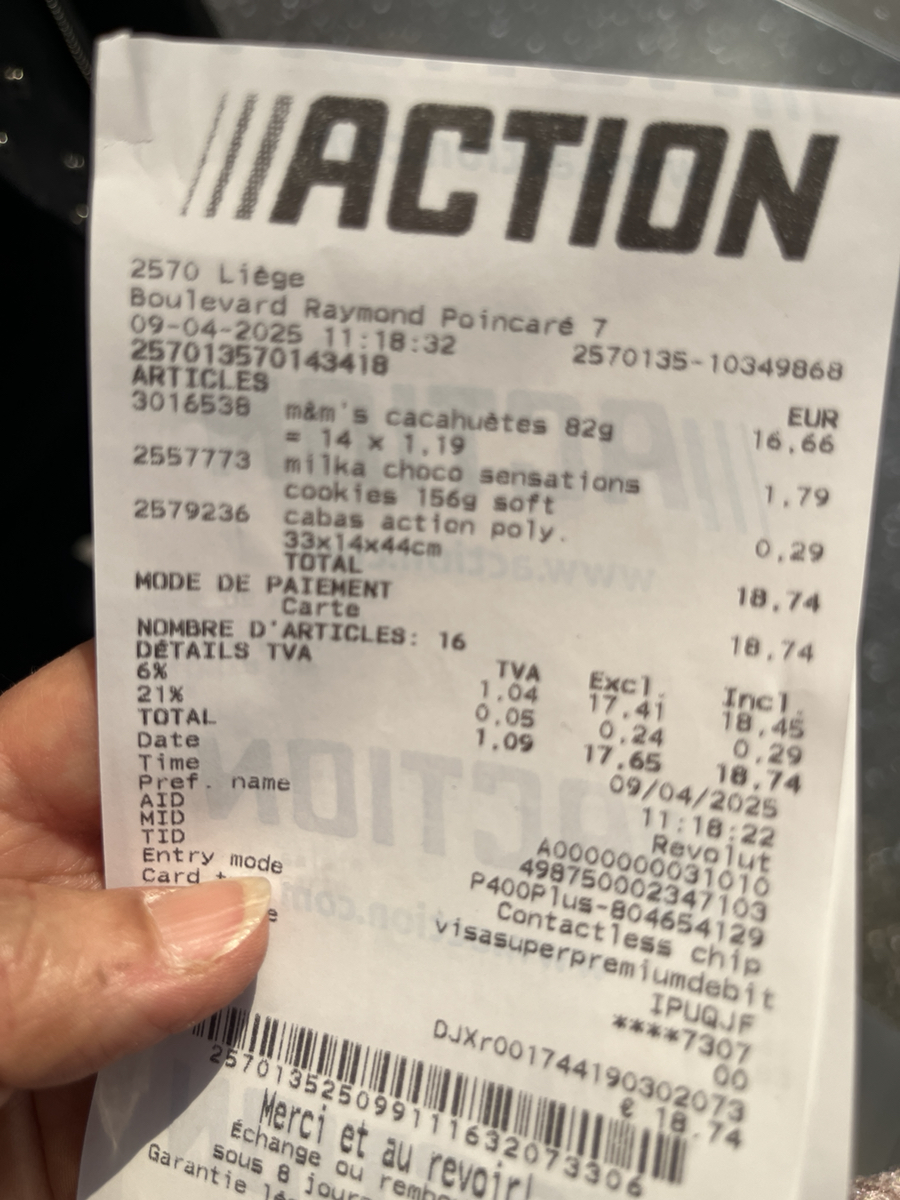 ACTION
2570 Liège
Boulevard Raymond Poincaré 7
09-04-2025 11:18:32 2570135-10349868
257013570143418
ARTICLES EUR
3016538 m&m's cacahuètes 82g 16,66
= 14 x 1,19
2557773 milka choco sensations 1,79
cookies 156g soft
2579236 cabas action poly. 0,29
33x14x44cm
TOTAL 18,74
MODE DE PAIEMENT
Carte 18,74
NOMBRE D'ARTICLES: 16
DÉTAILS TVA TVA Excl. Incl.
6% 1.04 17.41 18.45
21% 0.05 0.24 0.29
TOTAL 1.09 17.65 18.74
Date 09/04/2025
Time 11:18:22
Pref. name Revolut
AID A0000000031010
MID 498750002347103
TID P400Plus-804654129
Entry mode Contactless chip
Card visasuperpremiumdebit
IPUQJF
****7307
00
DJXr001744190302073
€ 18.74
257013525099111632073306
Merci et au revoir!
Échange ou
sous 8
Garantie